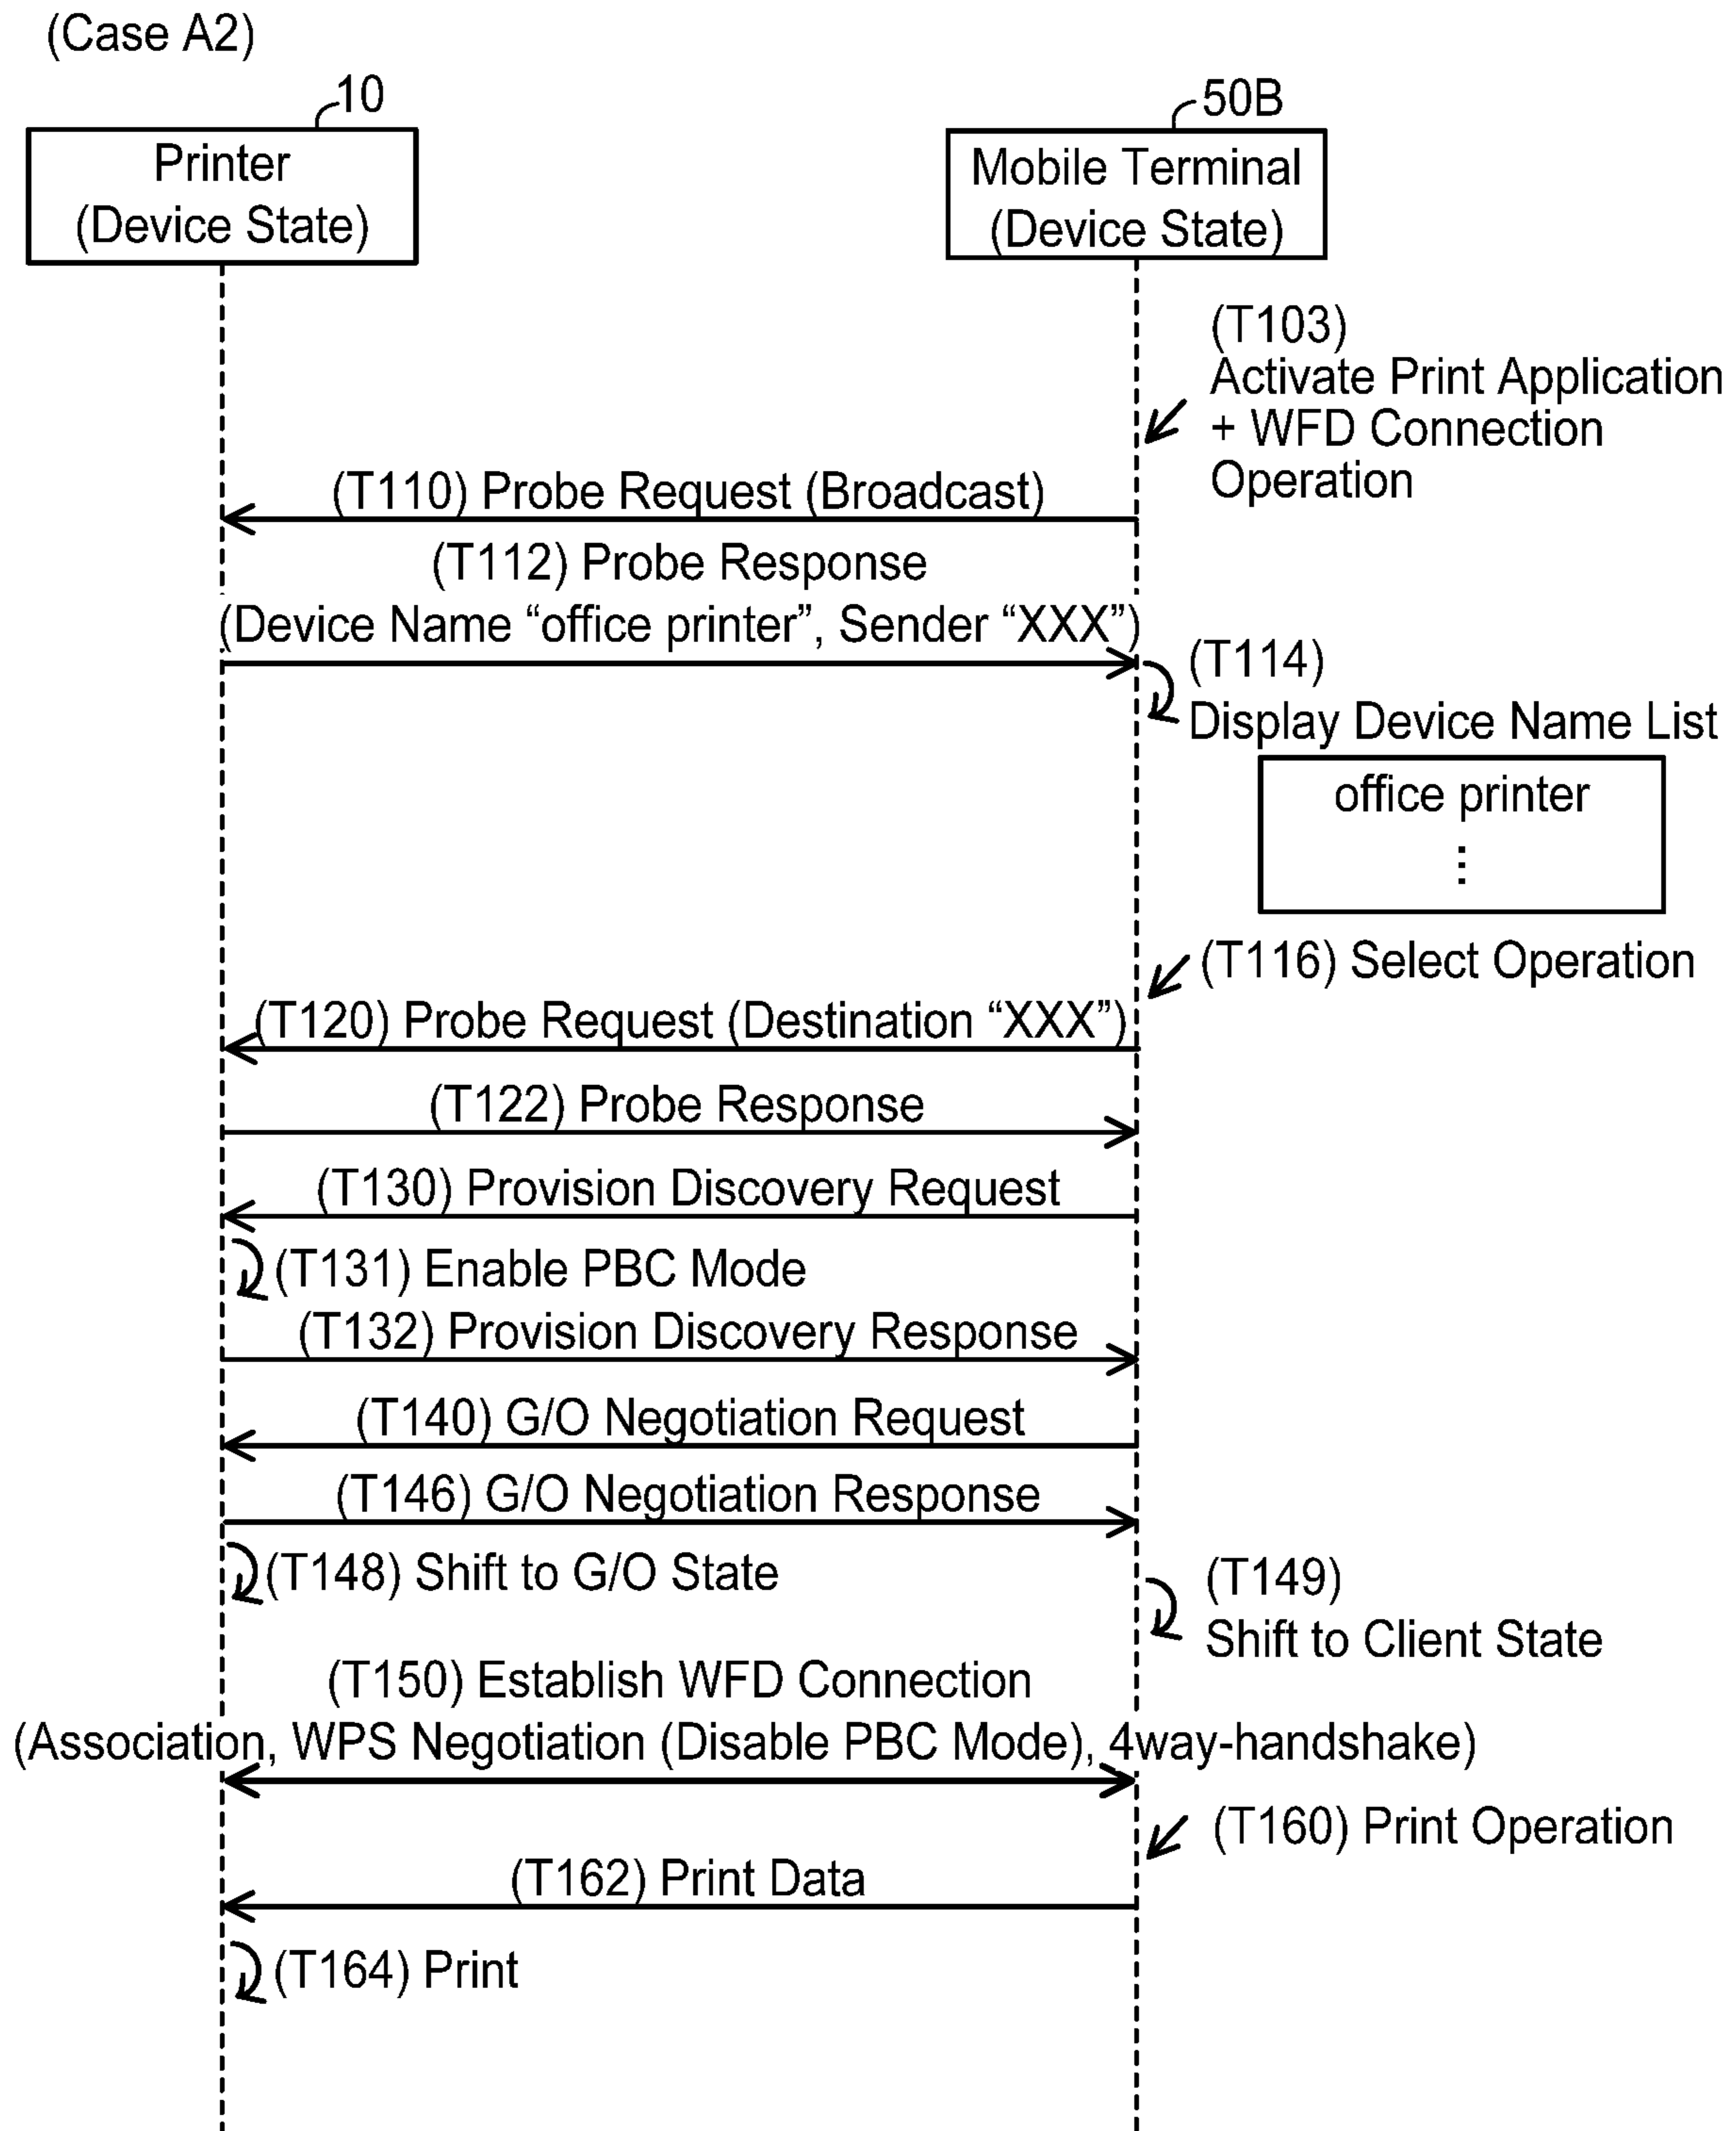 (Case A2)
10
50B
Printer
(Device State)
Mobile Terminal
(Device State)
(T103)
Activate Print Application
+ WFD Connection
Operation
(T110) Probe Request (Broadcast)
(T112) Probe Response
(Device Name “office printer”, Sender “XXX”)
(T114)
Display Device Name List
office printer
⋮
(T116) Select Operation
(T120) Probe Request (Destination “XXX”)
(T122) Probe Response
(T130) Provision Discovery Request
(T131) Enable PBC Mode
(T132) Provision Discovery Response
(T140) G/O Negotiation Request
(T146) G/O Negotiation Response
(T148) Shift to G/O State
(T149)
Shift to Client State
(T150) Establish WFD Connection
(Association, WPS Negotiation (Disable PBC Mode), 4way-handshake)
(T160) Print Operation
(T162) Print Data
(T164) Print